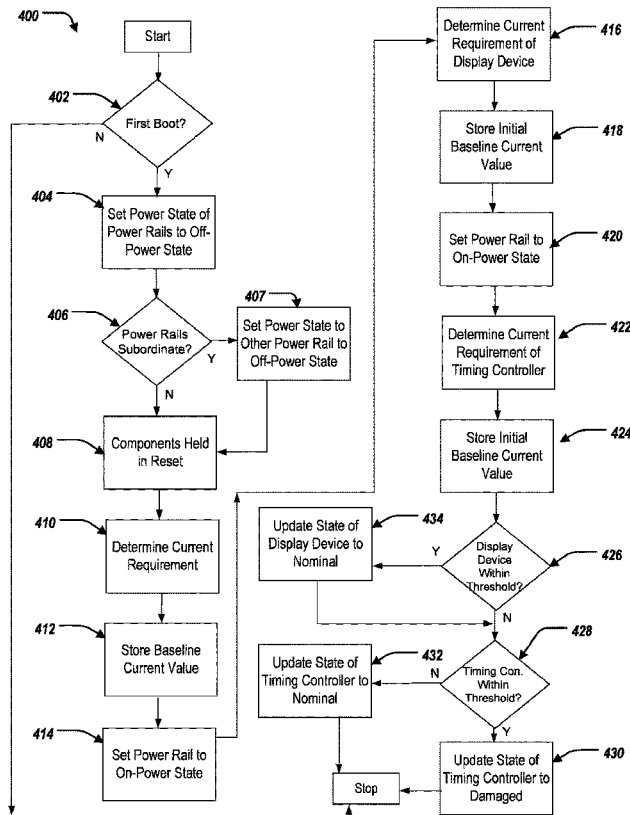 400
Start
402
First Boot?
N
Y
404
Set Power State of
Power Rails to Off-
Power State
406
Power Rails
Subordinate?
Y
N
407
Set Power State to
Other Power Rail to
Off-Power State
408
Components Held
in Reset
410
Determine Current
Requirement
412
Store Baseline
Current Value
414
Set Power Rail to
On-Power State
Determine Current
Requirement of
Display Device
416
Store Initial
Baseline Current
Value
418
Set Power Rail to
On-Power State
420
Determine Current
Requirement of
Timing Controller
422
Store Initial
Baseline Current
Value
424
Display
Device
Within
Threshold?
426
Y
N
Update State of
Display Device to
Nominal
434
Timing Con.
Within
Threshold?
428
N
Y
Update State of
Timing Controller to
Nominal
432
Update State of
Timing Controller to
Damaged
430
Stop